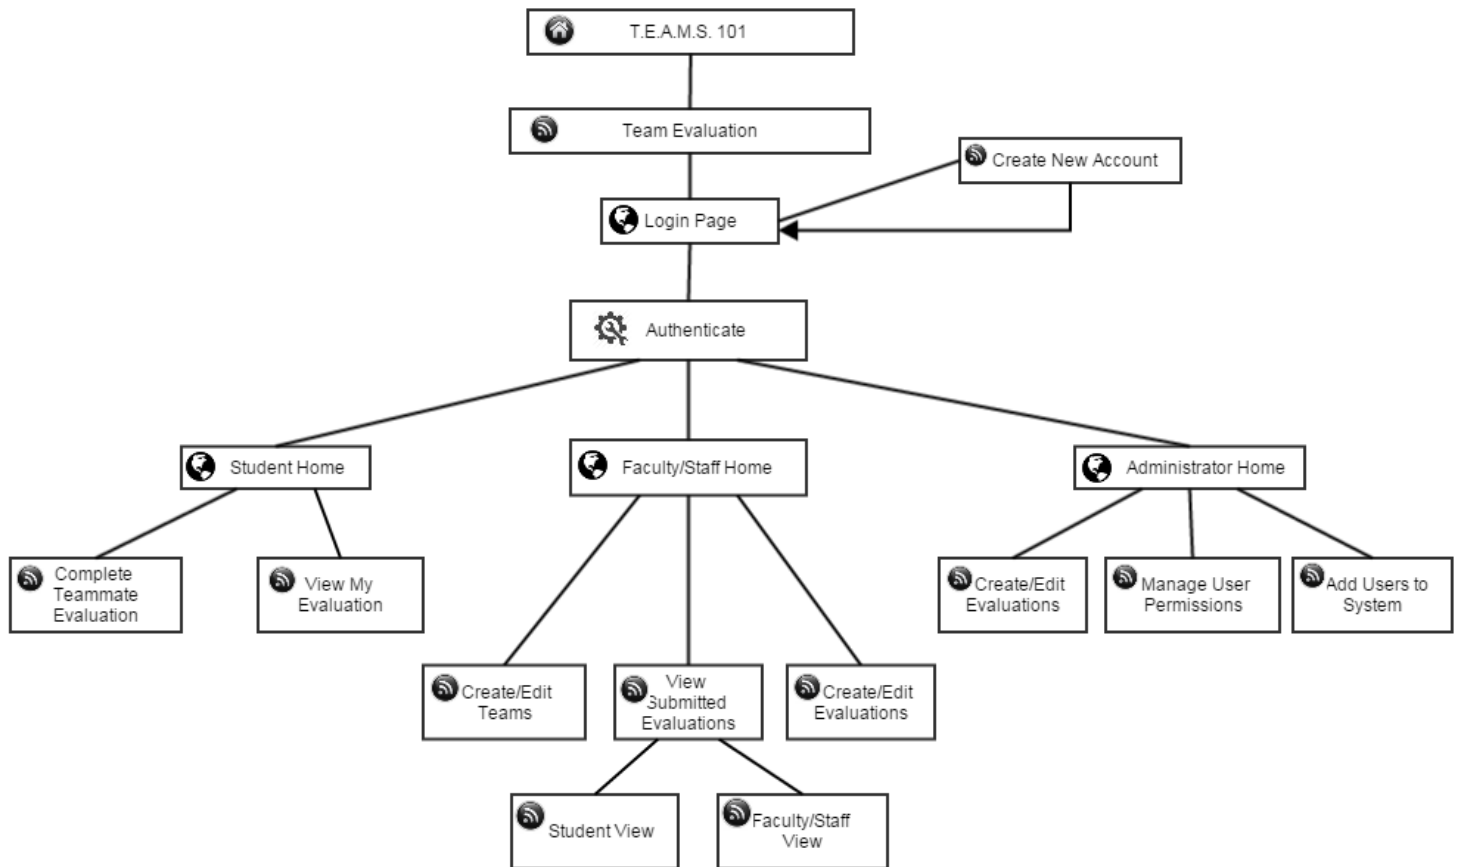 T.E.A.M.S. 101
Team Evaluation
Create New Account
Login Page
Authenticate
Student Home
Faculty/Staff Home
Administrator Home
Complete
Teammate
Evaluation
View My
Evaluation
Create/Edit
Evaluations
Manage User
Permissions
Add Users to
System
Create/Edit
Teams
View
Submitted
Evaluations
Create/Edit
Evaluations
Student View
Faculty/Staff
View